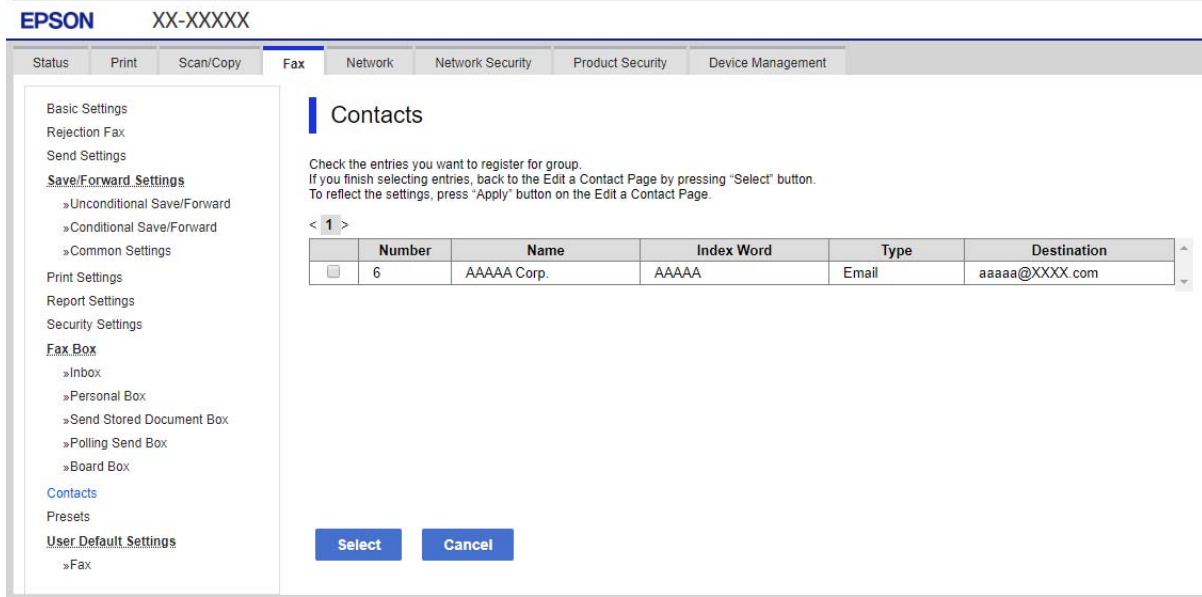 EPSON XX-XXXXX
Status Print Scan/Copy Fax Network Network Security Product Security Device Management
Basic Settings
Rejection Fax
Send Settings
Save/Forward Settings
»Unconditional Save/Forward
»Conditional Save/Forward
»Common Settings
Print Settings
Report Settings
Security Settings
Fax Box
»Inbox
»Personal Box
»Send Stored Document Box
»Polling Send Box
»Board Box
Contacts
Presets
User Default Settings
»Fax
Contacts
Check the entries you want to register for group.
If you finish selecting entries, back to the Edit a Contact Page by pressing “Select” button.
To reflect the settings, press “Apply” button on the Edit a Contact Page.
< 1 >
Number Name Index Word Type Destination
6 AAAAA Corp. AAAAA Email aaaaa@XXXX.com
Select Cancel